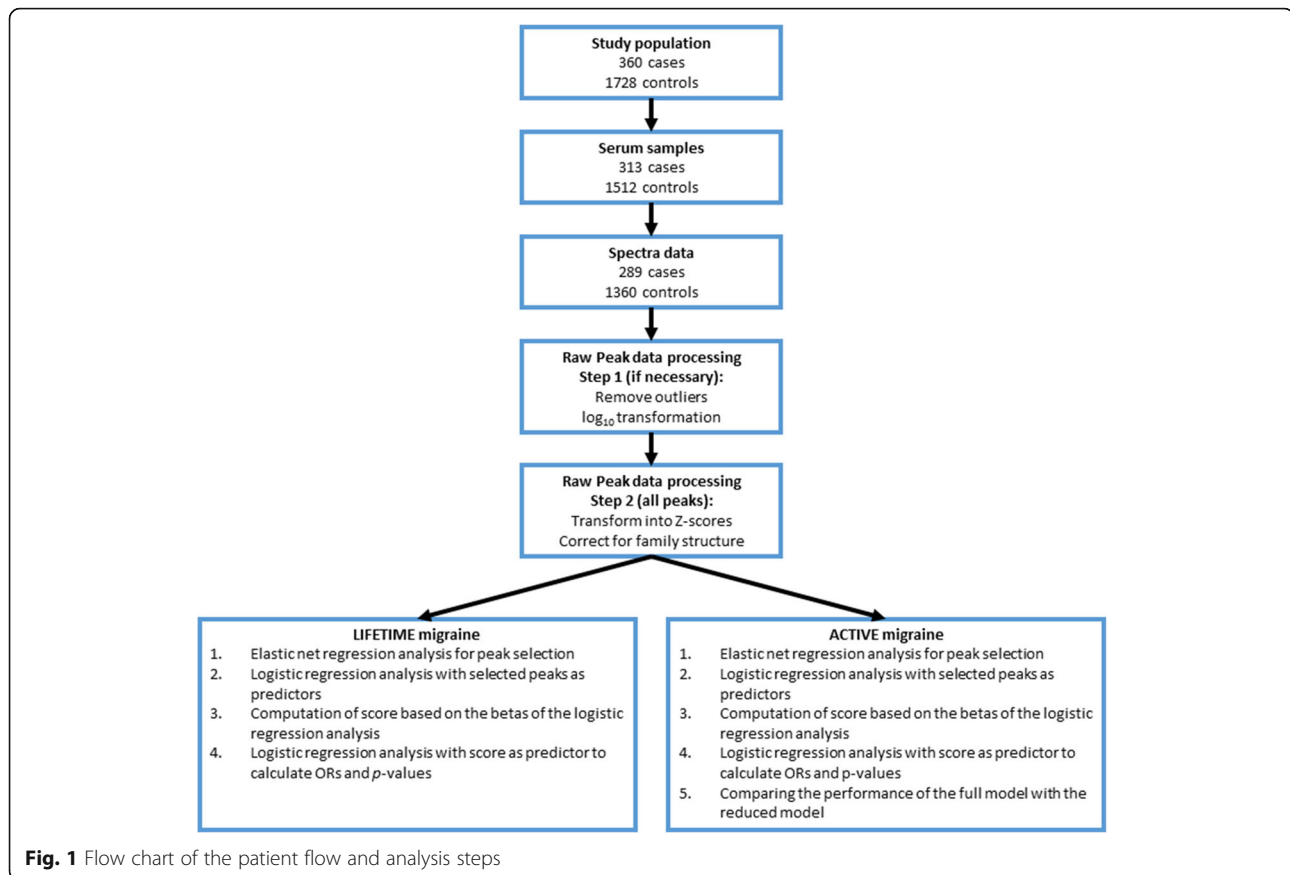 Study population
360 cases
1728 controls
Serum samples
313 cases
1512 controls
Spectra data
289 cases
1360 controls
Raw Peak data processing
Step 1 (if necessary):
Remove outliers
log₁₀ transformation
Raw Peak data processing
Step 2 (all peaks):
Transform into Z-scores
Correct for family structure
LIFETIME migraine
1. Elastic net regression analysis for peak selection
2. Logistic regression analysis with selected peaks as
predictors
3. Computation of score based on the betas of the logistic
regression analysis
4. Logistic regression analysis with score as predictor to
calculate ORs and p-values
ACTIVE migraine
1. Elastic net regression analysis for peak selection
2. Logistic regression analysis with selected peaks as
predictors
3. Computation of score based on the betas of the logistic
regression analysis
4. Logistic regression analysis with score as predictor to
calculate ORs and p-values
5. Comparing the performance of the full model with the
reduced model
Fig. 1 Flow chart of the patient flow and analysis steps